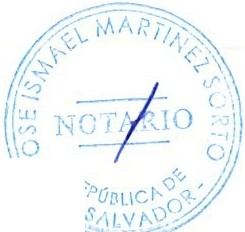 OSE ISMAEL MARTINEZ SORTO
NOTARIO
PÚBLICA DE
SALVADOR -